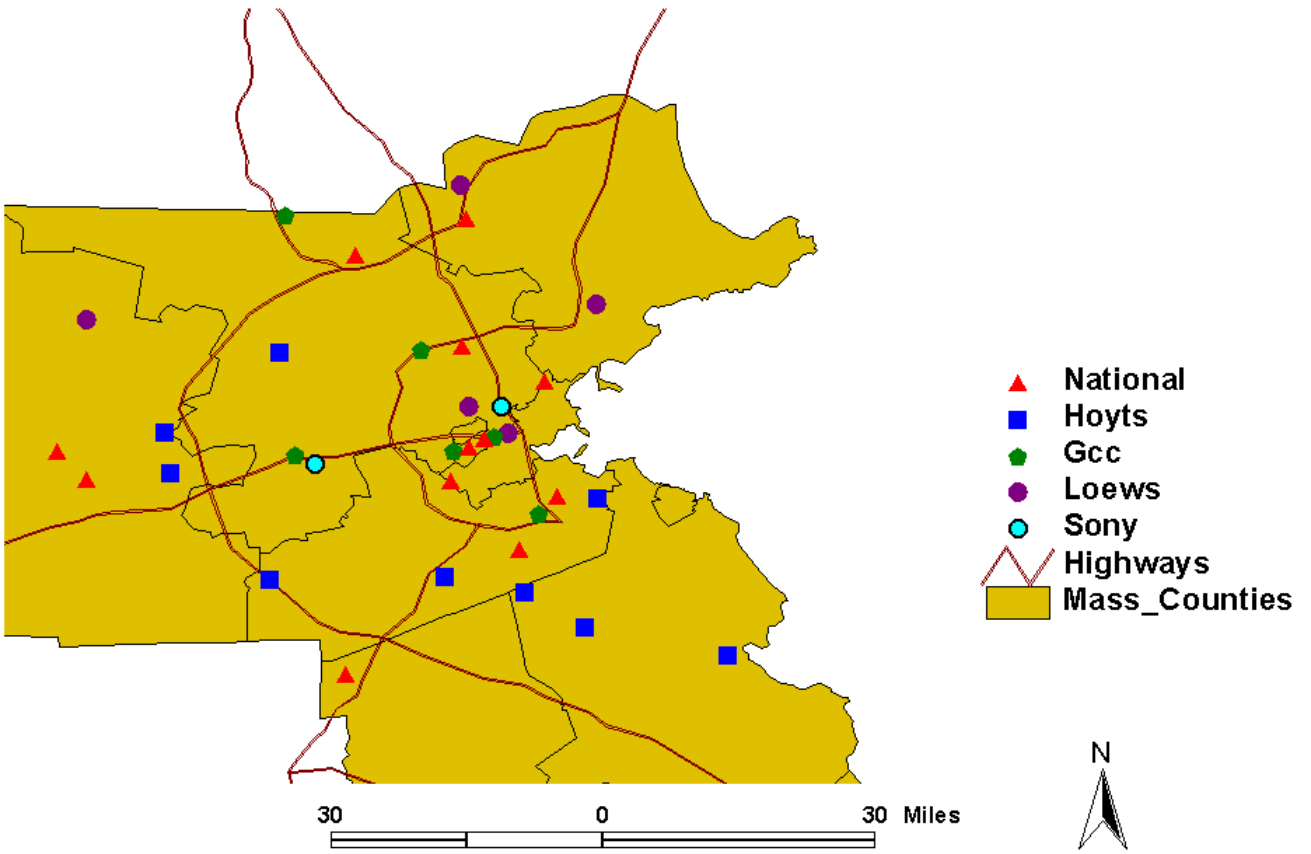 National
Hoyts
Gcc
Loews
Sony
Highways
Mass_Counties
N
30 0 30 Miles